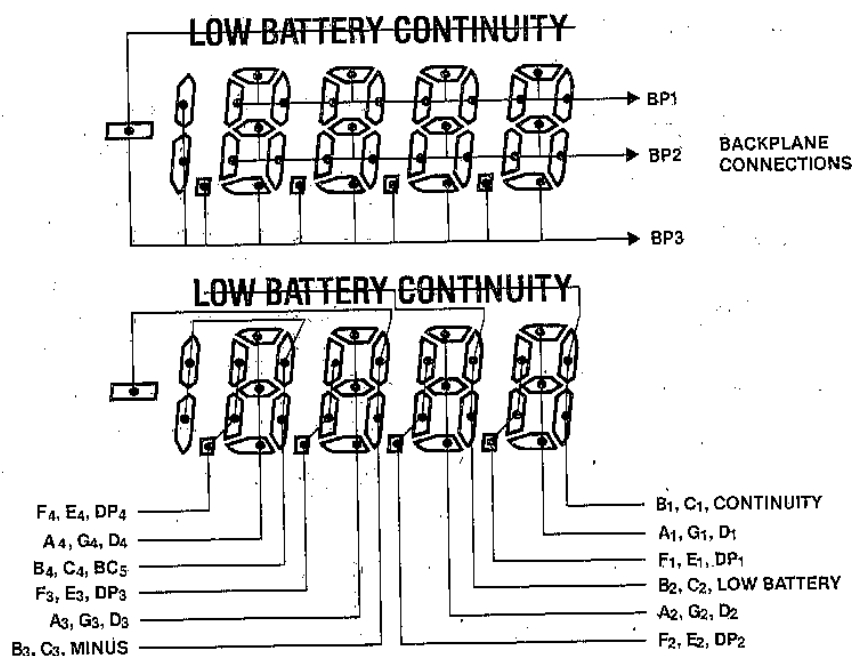 LOW BATTERY CONTINUITY
BP1
BP2
BACKPLANE
CONNECTIONS
BP3
LOW BATTERY CONTINUITY
F4, E4, DP4
A4, G4, D4
B4, C4, BC5
F3, E3, DP3
A3, G3, D3
B3, C3, MINUS
B1, C1, CONTINUITY
A1, G1, D1
F1, E1, DP1
B2, C2, LOW BATTERY
A2, G2, D2
F2, E2, DP2